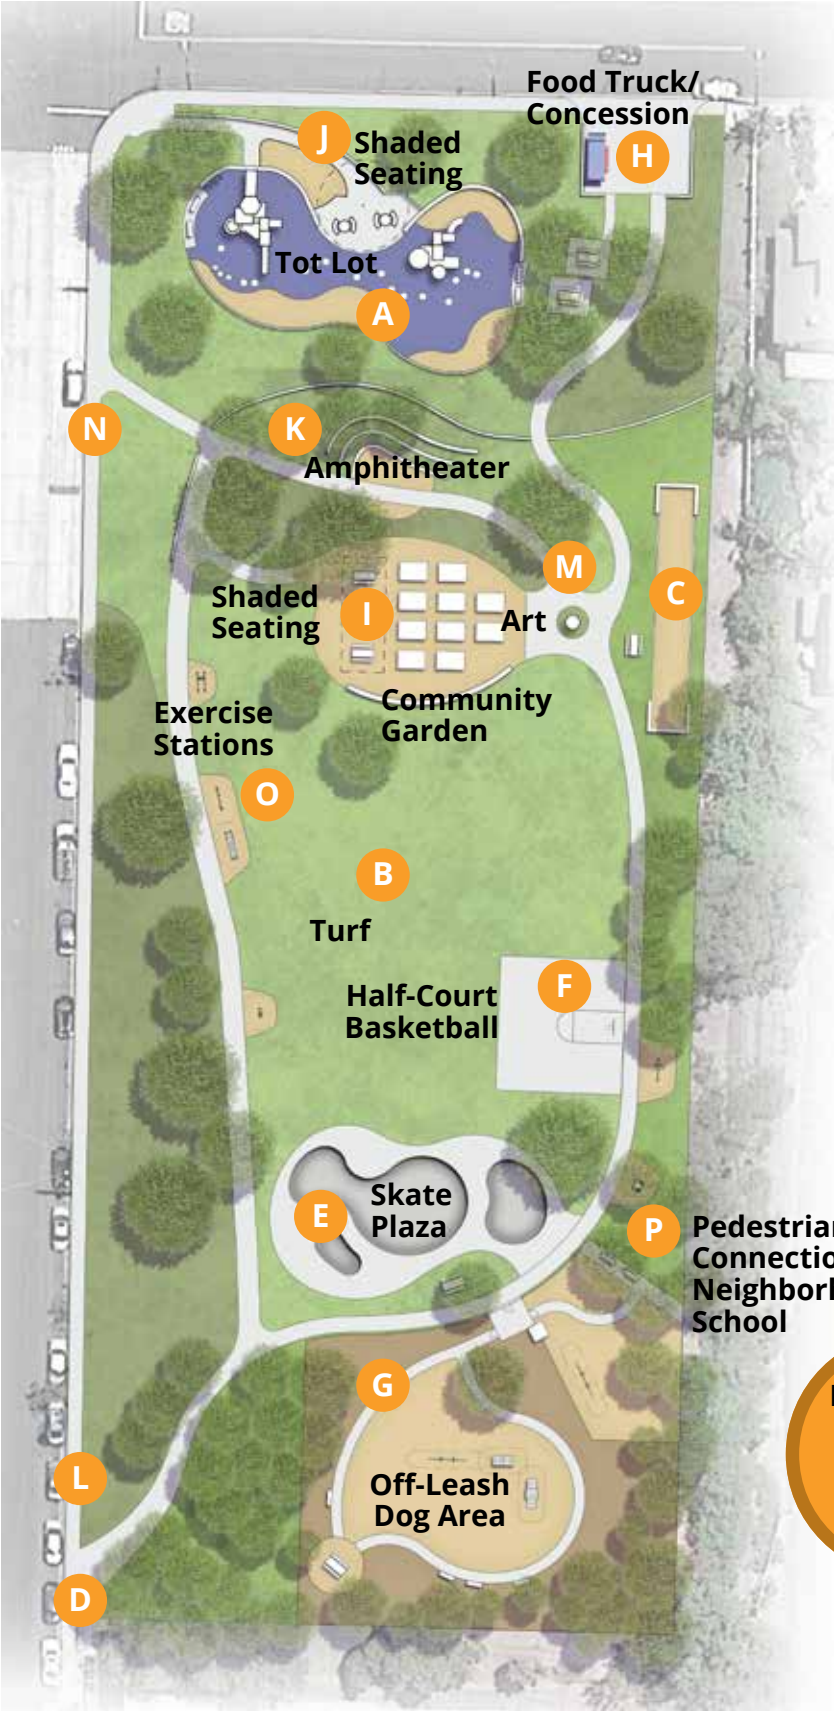 Food Truck/
Concession
H
J
Shaded
Seating
Tot Lot
A
N
K
Amphitheater
M
C
Shaded
Seating
I
Art
Community
Garden
Exercise
Stations
O
B
Turf
F
Half-Court
Basketball
E
Skate
Plaza
P
Pedestrian
Connectio
Neighborh
School
G
L
Off-Leash
Dog Area
D